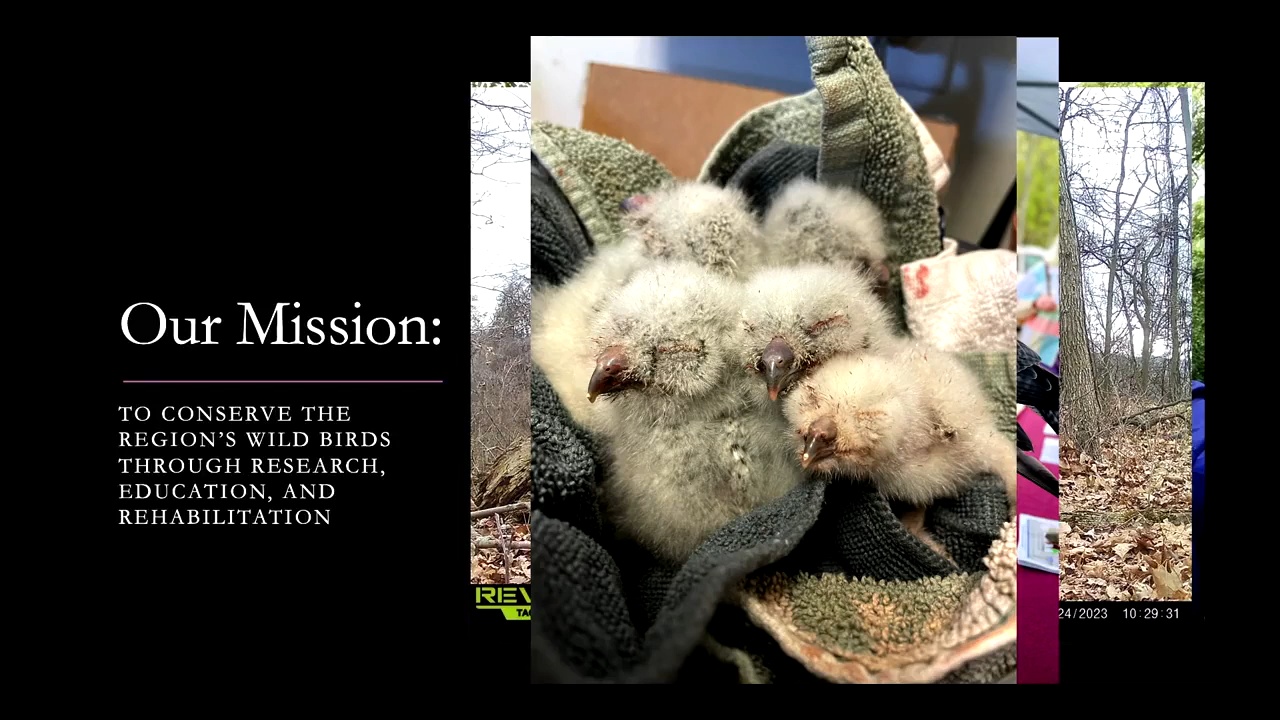 Our Mission:
TO CONSERVE THE
REGION’S WILD BIRDS
THROUGH RESEARCH,
EDUCATION, AND
REHABILITATION
24/2023 10:29:31